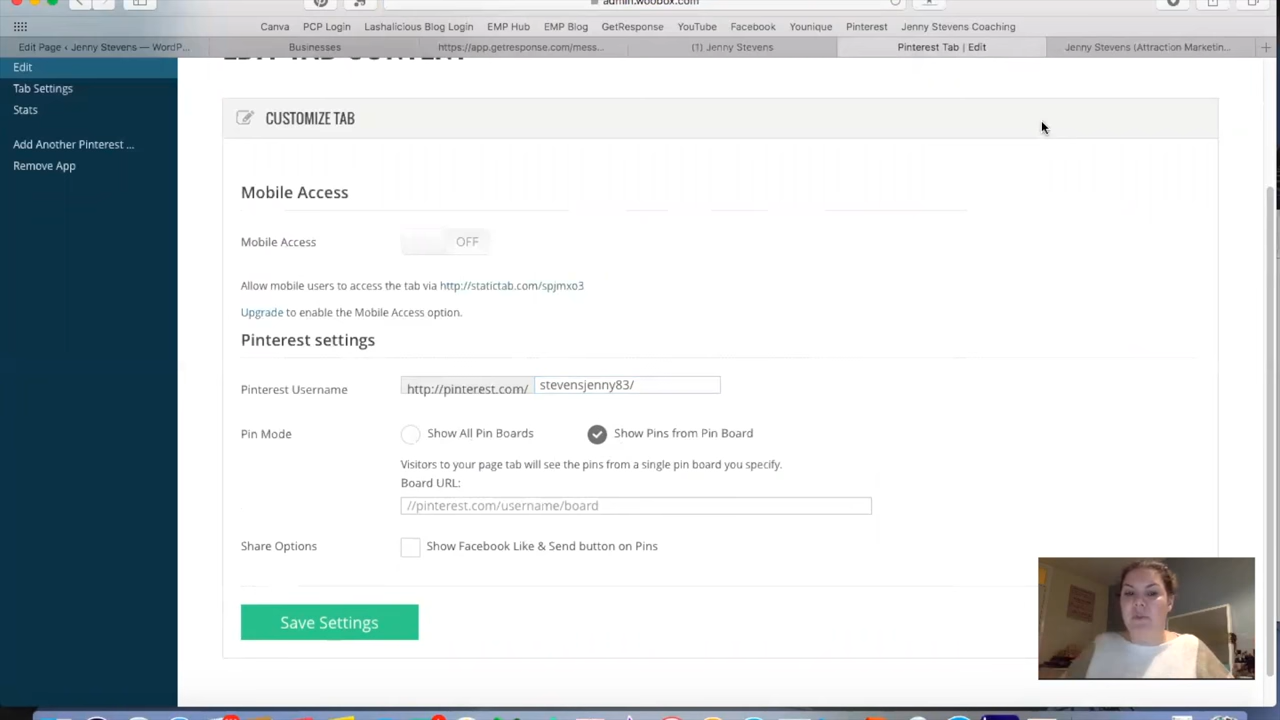 admin.woobox.com
Canva PCP Login Lashalicious Blog Login EMP Hub EMP Blog GetResponse YouTube Facebook Younique Pinterest Jenny Stevens Coaching
Edit Page ‹ Jenny Stevens — WordP... Businesses https://app.getresponse.com/mess... (1) Jenny Stevens Pinterest Tab | Edit Jenny Stevens (Attraction Marketin...
EDIT TAB CONTENT
Edit
Tab Settings
Stats
Add Another Pinterest ...
Remove App
CUSTOMIZE TAB
Mobile Access
Mobile Access OFF
Allow mobile users to access the tab via http://statictab.com/spjmxo3
Upgrade to enable the Mobile Access option.
Pinterest settings
Pinterest Username http://pinterest.com/ stevensjenny83/
Pin Mode Show All Pin Boards Show Pins from Pin Board
Visitors to your page tab will see the pins from a single pin board you specify.
Board URL:
//pinterest.com/username/board
Share Options Show Facebook Like & Send button on Pins
Save Settings